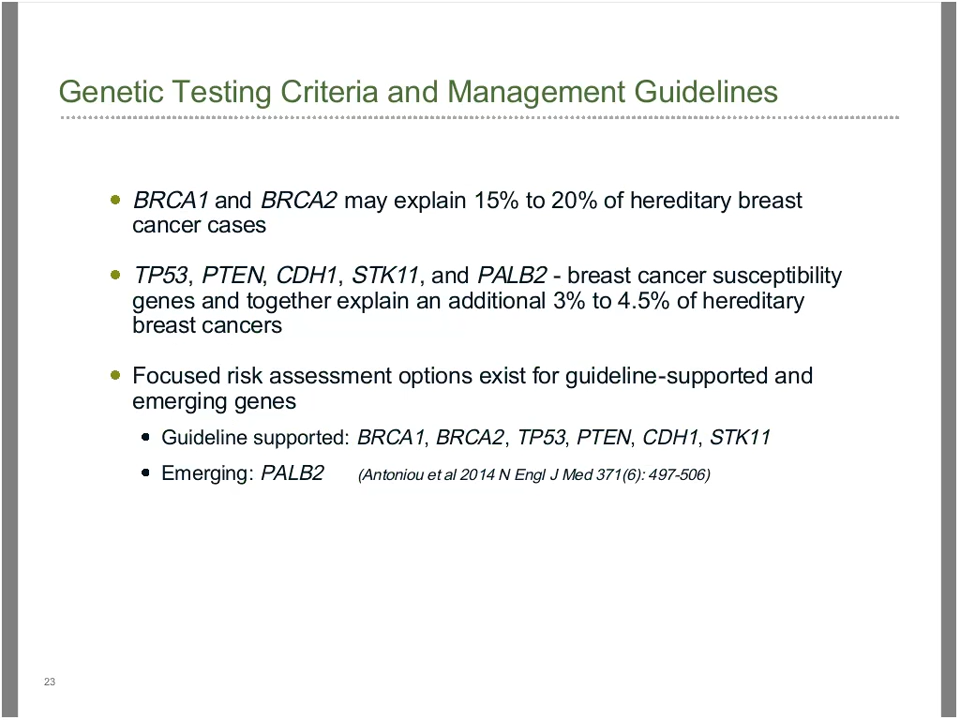 Genetic Testing Criteria and Management Guidelines
BRCA1 and BRCA2 may explain 15% to 20% of hereditary breast
cancer cases
TP53, PTEN, CDH1, STK11, and PALB2 - breast cancer susceptibility
genes and together explain an additional 3% to 4.5% of hereditary
breast cancers
Focused risk assessment options exist for guideline-supported and
emerging genes
Guideline supported: BRCA1, BRCA2, TP53, PTEN, CDH1, STK11
Emerging: PALB2 (Antoniou et al 2014 N Engl J Med 371(6): 497-506)
23